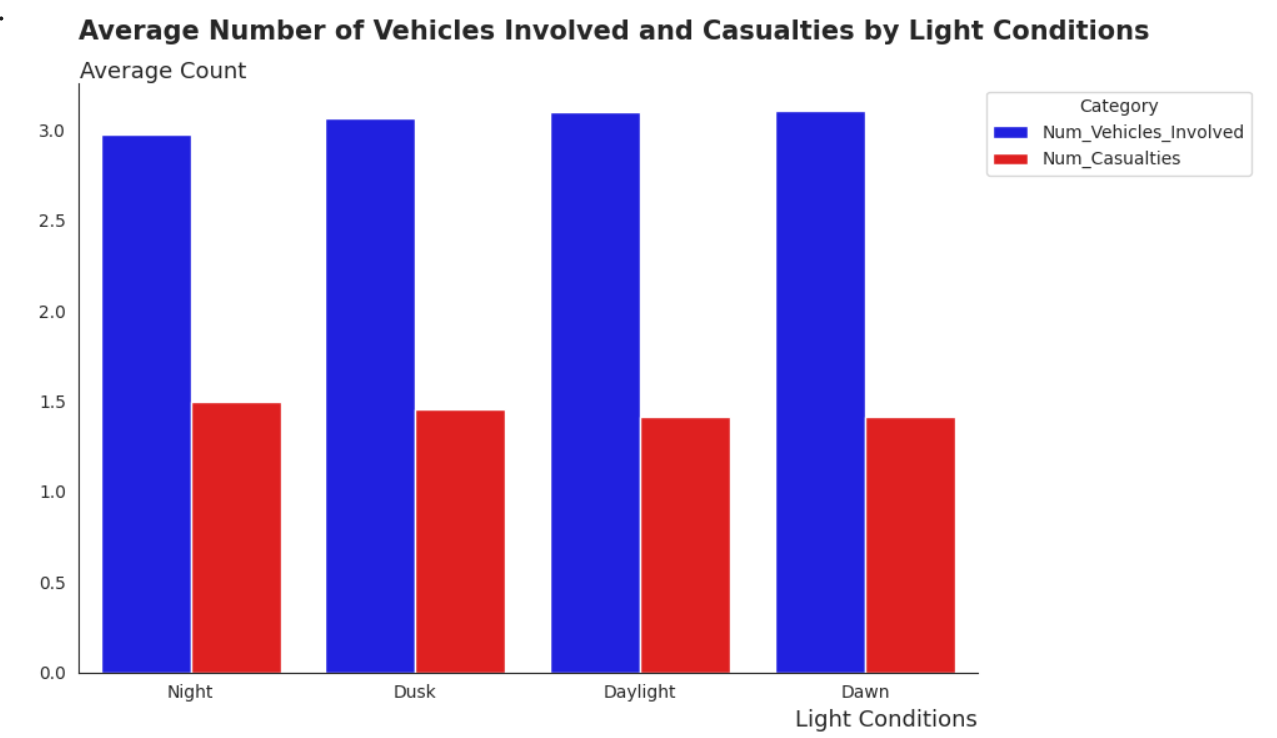 Average Number of Vehicles Involved and Casualties by Light Conditions
Average Count
Category
Num_Vehicles_Involved
Num_Casualties
3.0
2.5
2.0
1.5
1.0
0.5
0.0
Night Dusk Daylight Dawn
Light Conditions